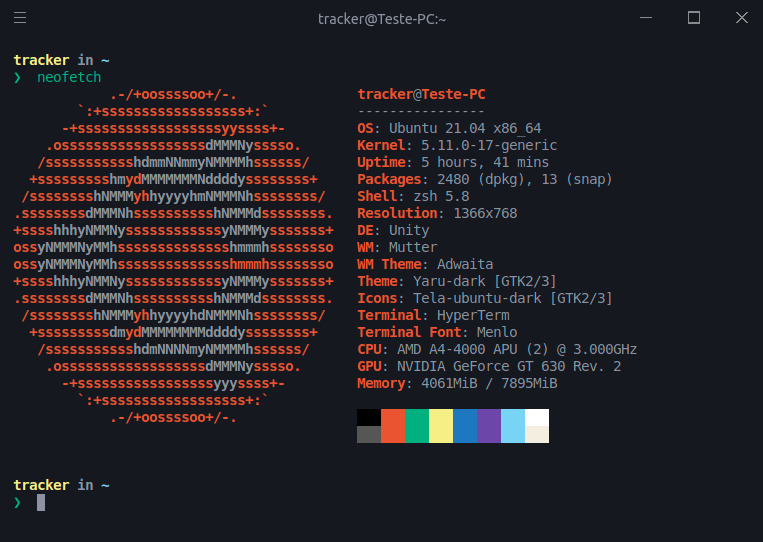 tracker@Teste-PC:~
tracker in ~
❯ neofetch
.-/+oossssoo+/-.
`:+ssssssssssssssssss+:`
-+ssssssssssssssssssyyssss+-
.ossssssssssssssssssdMMMNysssso.
/ssssssssssshdmmNNmmyNMMMMhssssss/
+ssssssssshmydMMMMMMMNddddyssssssss+
/sssssssshNMMMyhhyyyyhmNMMMNhssssssss/
.ssssssssdMMMNhsssssssssshNMMMdssssssss.
+sssshhhyNMMNyssssssssssssyNMMMysssssss+
ossyNMMMNyMMhsssssssssssssshmmmhssssssso
ossyNMMMNyMMhsssssssssssssshmmmhssssssso
+sssshhhyNMMNyssssssssssssyNMMMysssssss+
.ssssssssdMMMNhsssssssssshNMMMdssssssss.
/sssssssshNMMMyhhyyyyhdNMMMNhssssssss/
+sssssssssdmydMMMMMMMMddddyssssssss+
/ssssssssssshdmNNNNmyNMMMMhssssss/
.ossssssssssssssssssdMMMNysssso.
-+sssssssssssssssssyyyssss+-
`:+ssssssssssssssssss+:`
.-/+oossssoo+/-.
tracker@Teste-PC
----------------
OS: Ubuntu 21.04 x86_64
Kernel: 5.11.0-17-generic
Uptime: 5 hours, 41 mins
Packages: 2480 (dpkg), 13 (snap)
Shell: zsh 5.8
Resolution: 1366x768
DE: Unity
WM: Mutter
WM Theme: Adwaita
Theme: Yaru-dark [GTK2/3]
Icons: Tela-ubuntu-dark [GTK2/3]
Terminal: HyperTerm
Terminal Font: Menlo
CPU: AMD A4-4000 APU (2) @ 3.000GHz
GPU: NVIDIA GeForce GT 630 Rev. 2
Memory: 4061MiB / 7895MiB
tracker in ~
❯